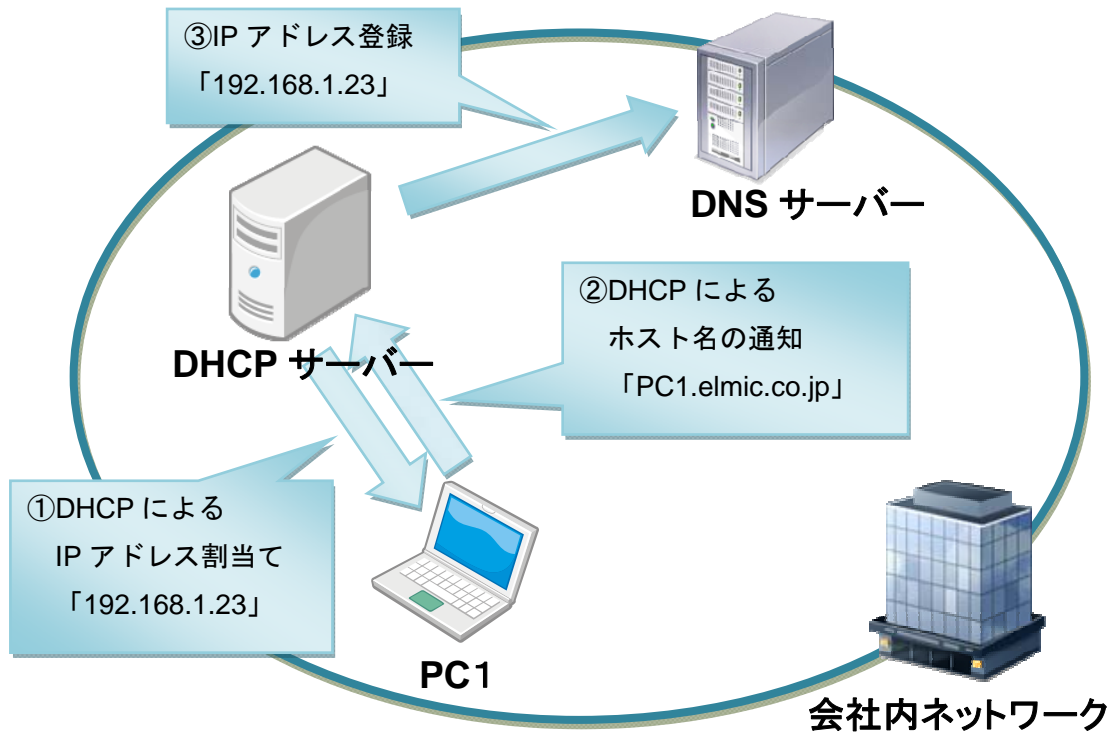 ③IP アドレス登録
「192.168.1.23」
DNS サーバー
②DHCP による
ホスト名の通知
「PC1.elmic.co.jp」
DHCP サーバー
①DHCP による
IP アドレス割当て
「192.168.1.23」
PC１
会社内ネットワーク